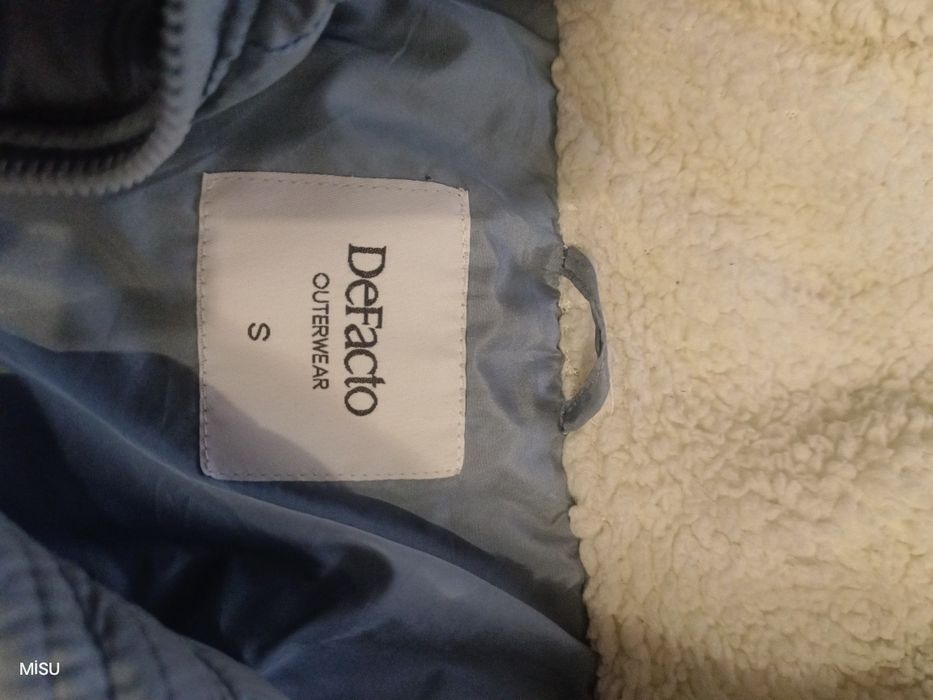 DeFacto
OUTERWEAR
S
MİSU